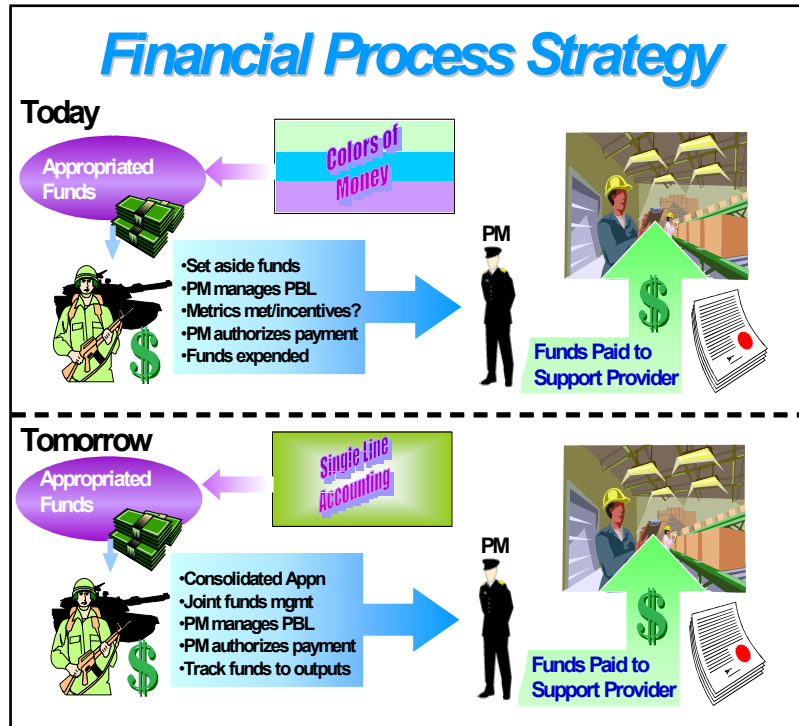 Financial Process Strategy
Today
Appropriated
Funds
Colors of
Money
•Set aside funds
•PM manages PBL
•Metrics met/incentives?
•PM authorizes payment
•Funds expended
$
PM
$
Funds Paid to
Support Provider
Tomorrow
Appropriated
Funds
Single Line
Accounting
•Consolidated Appn
•Joint funds mgmt
•PM manages PBL
•PM authorizes payment
•Track funds to outputs
$
PM
$
Funds Paid to
Support Provider